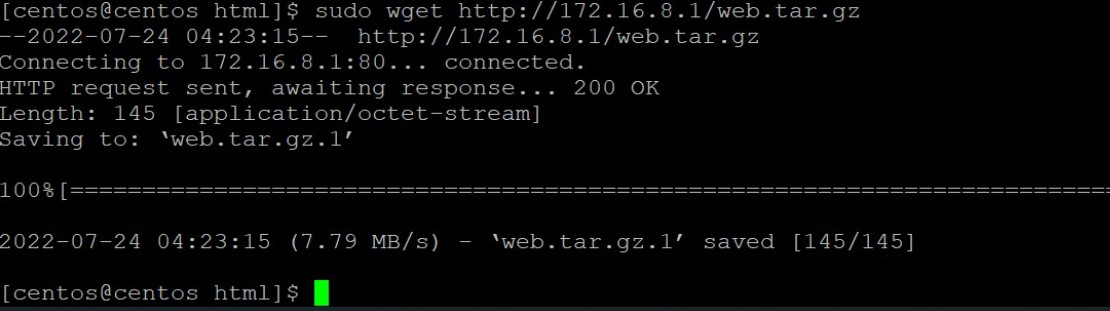 [centos@centos html]$ sudo wget http://172.16.8.1/web.tar.gz
--2022-07-24 04:23:15--  http://172.16.8.1/web.tar.gz
Connecting to 172.16.8.1:80... connected.
HTTP request sent, awaiting response... 200 OK
Length: 145 [application/octet-stream]
Saving to: ‘web.tar.gz.1’
100%[=========================================================================
2022-07-24 04:23:15 (7.79 MB/s) - ‘web.tar.gz.1’ saved [145/145]
[centos@centos html]$